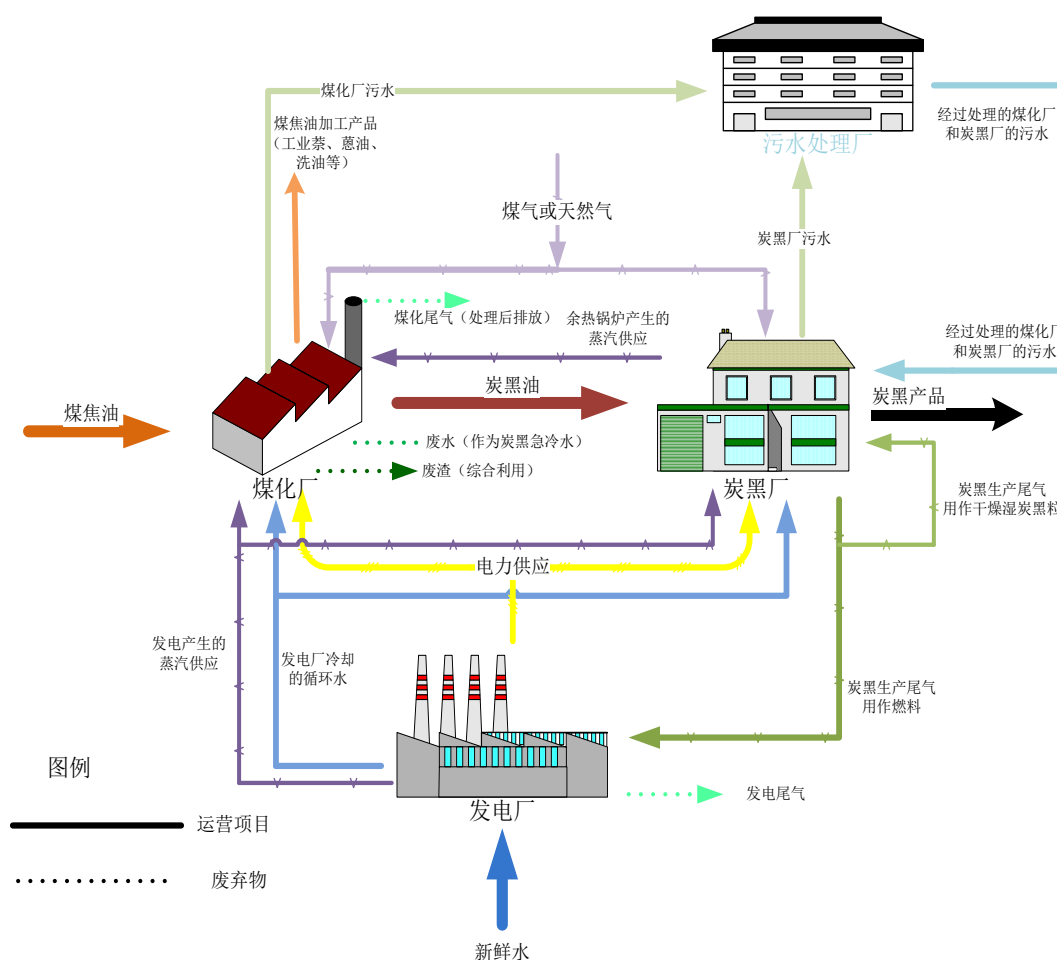 煤化厂污水
煤焦油加工产品
（工业萘、蒽油、
洗油等）
污水处理厂
经过处理的煤化厂
和炭黑厂的污水
煤气或天然气
炭黑厂污水
煤化尾气（处理后排放）
余热锅炉产生的
蒸汽供应
经过处理的煤化厂
和炭黑厂的污水
煤焦油
炭黑油
炭黑产品
废水（作为炭黑急冷水）
废渣（综合利用）
煤化厂
炭黑厂
炭黑生产尾气
用作干燥湿炭黑粒
电力供应
发电产生的
蒸汽供应
发电厂冷却
的循环水
炭黑生产尾气
用作燃料
图例
运营项目
废弃物
发电厂
发电尾气
新鲜水